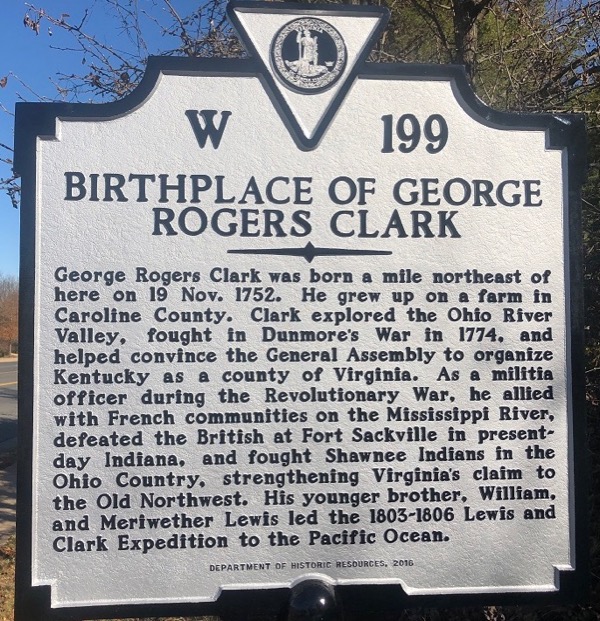 W 199
BIRTHPLACE OF GEORGE
ROGERS CLARK
George Rogers Clark was born a mile northeast of
here on 19 Nov. 1752. He grew up on a farm in
Caroline County. Clark explored the Ohio River
Valley, fought in Dunmore's War in 1774, and
helped convince the General Assembly to organize
Kentucky as a county of Virginia. As a militia
officer during the Revolutionary War, he allied
with French communities on the Mississippi River,
defeated the British at Fort Sackville in present-
day Indiana, and fought Shawnee Indians in the
Ohio Country, strengthening Virginia's claim to
the Old Northwest. His younger brother, William,
and Meriwether Lewis led the 1803-1806 Lewis and
Clark Expedition to the Pacific Ocean.
DEPARTMENT OF HISTORIC RESOURCES, 2016